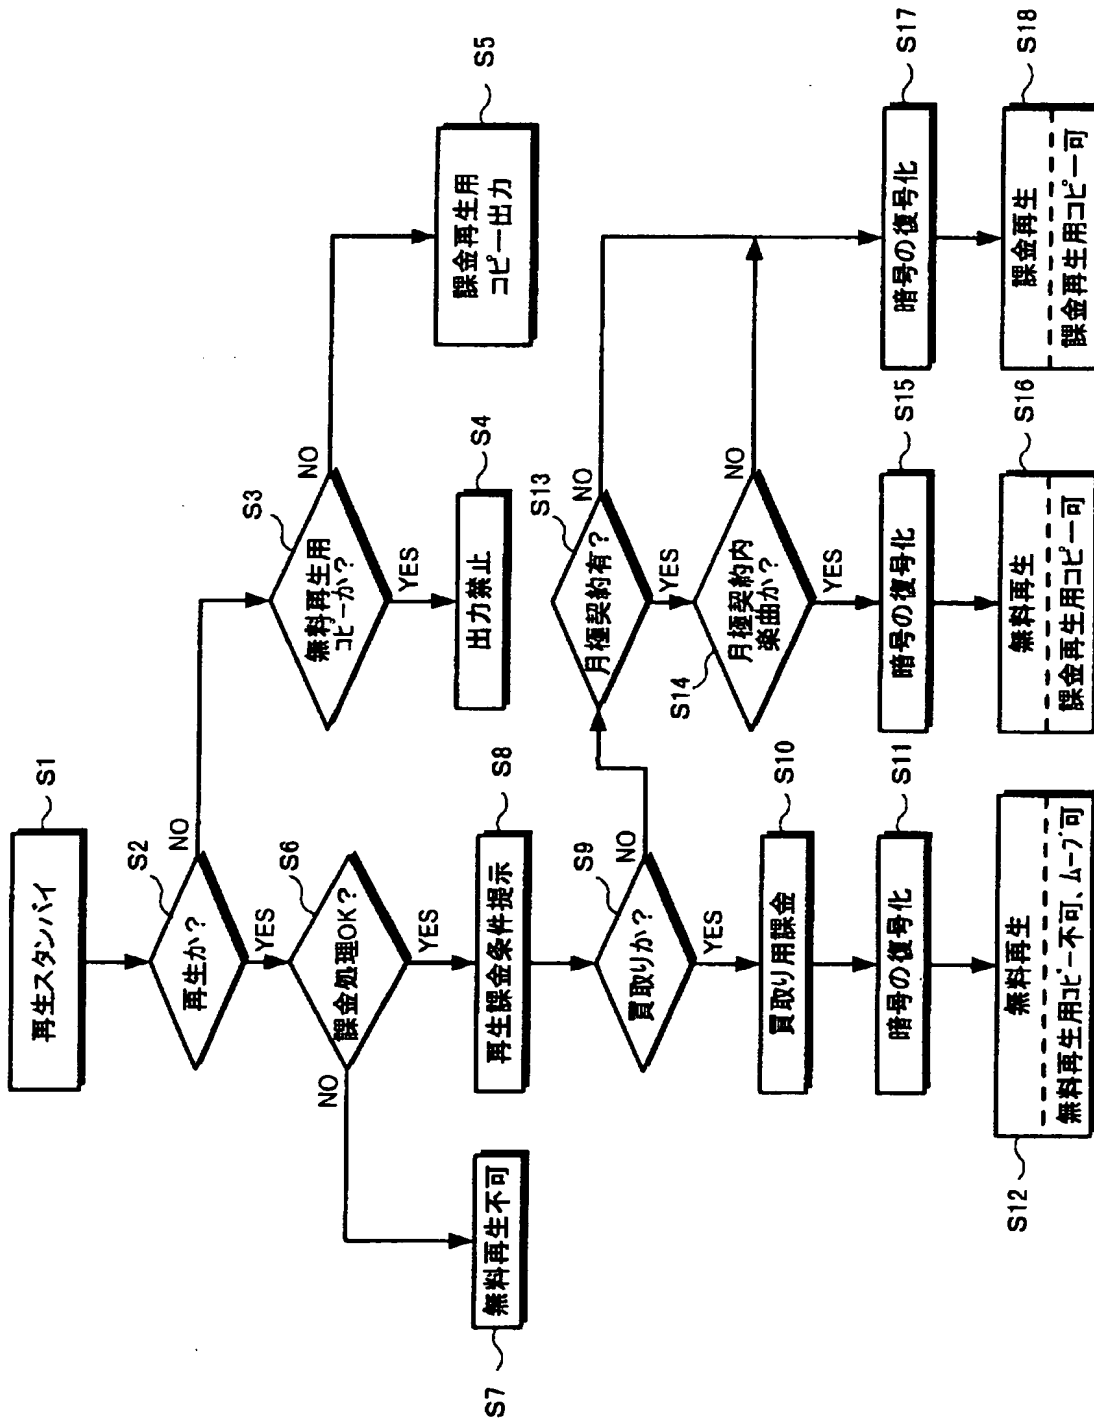 再生スタンバイ
S1
再生か?
S2
NO
YES
無料再生用
コピーか?
S3
NO
YES
出力禁止
S4
課金再生用
コピー出力
S5
課金処理OK?
S6
NO
YES
無料再生不可
S7
再生課金条件提示
S8
買取りか?
S9
NO
YES
買取り用課金
S10
暗号の復号化
S11
無料再生
無料再生用コピー不可、ムーブ可
S12
月極契約有?
S13
NO
YES
月極契約内
楽曲か?
S14
NO
YES
暗号の復号化
S15
無料再生
課金再生用コピー可
S16
暗号の復号化
S17
課金再生
課金再生用コピー可
S18